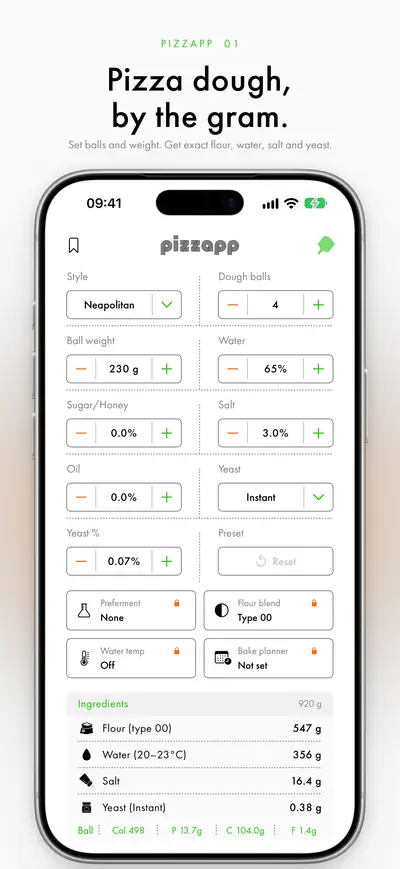 PIZZAPP 01
Pizza dough,
by the gram.
Set balls and weight. Get exact flour, water, salt and yeast.
09:41
pizzapp
Style
Dough balls
Neapolitan
4
Ball weight
Water
230 g
65%
Sugar/Honey
Salt
0.0%
3.0%
Oil
Yeast
0.0%
Instant
Yeast %
Preset
0.07%
Reset
Preferment
None
Flour blend
Type 00
Water temp
Off
Bake planner
Not set
Ingredients 920 g
Flour (type 00) 547 g
Water (20–23°C) 356 g
Salt 16.4 g
Yeast (Instant) 0.38 g
Ball Cal 498 P 13.7g C 104.0g F 1.4g